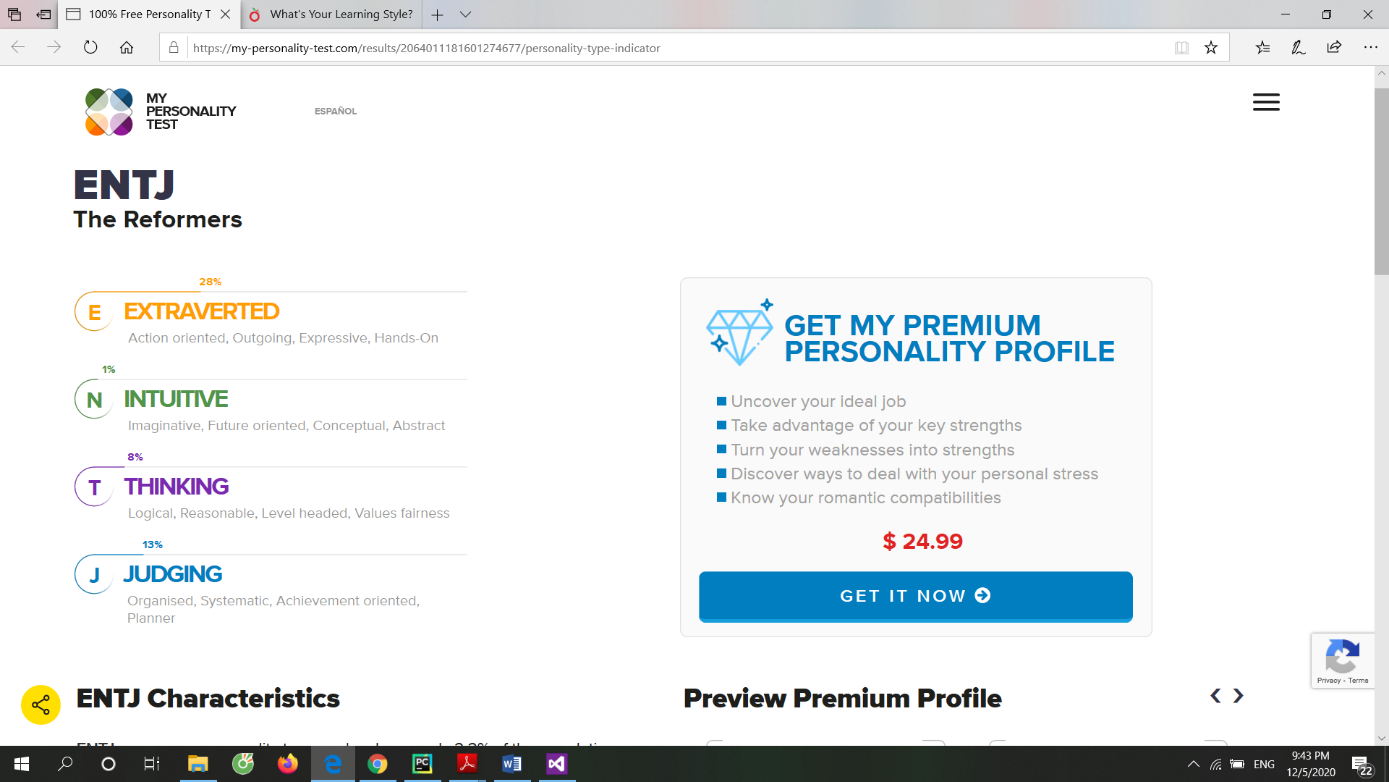 100% Free Personality T
What's Your Learning Style?
https://my-personality-test.com/results/2064011181601274677/personality-type-indicator
MY
PERSONALITY
TEST
ESPAÑOL
ENTJ
The Reformers
28%
E EXTRAVERTED
Action oriented, Outgoing, Expressive, Hands-On
1%
N INTUITIVE
Imaginative, Future oriented, Conceptual, Abstract
8%
T THINKING
Logical, Reasonable, Level headed, Values fairness
13%
J JUDGING
Organised, Systematic, Achievement oriented,
Planner
GET MY PREMIUM
PERSONALITY PROFILE
Uncover your ideal job
Take advantage of your key strengths
Turn your weaknesses into strengths
Discover ways to deal with your personal stress
Know your romantic compatibilities
$ 24.99
GET IT NOW
Privacy - Terms
ENTJ Characteristics
Preview Premium Profile
ENG
9:43 PM
12/5/2020
22